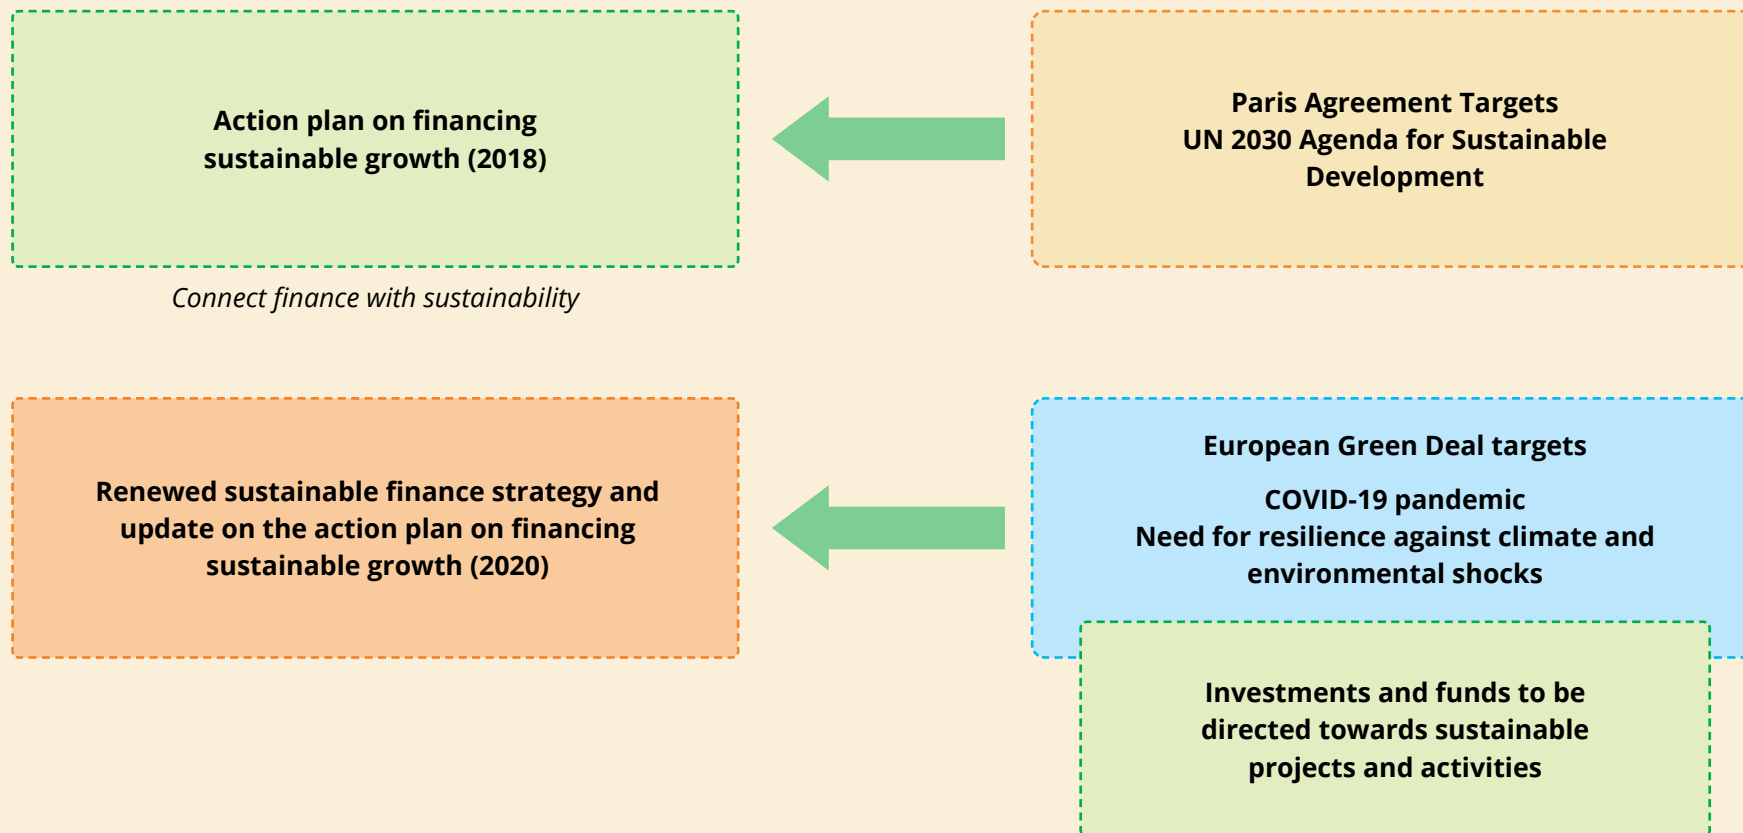 Action plan on financing
sustainable growth (2018)
Paris Agreement Targets
UN 2030 Agenda for Sustainable
Development
Connect finance with sustainability
Renewed sustainable finance strategy and
update on the action plan on financing
sustainable growth (2020)
European Green Deal targets
COVID-19 pandemic
Need for resilience against climate and
environmental shocks
Investments and funds to be
directed towards sustainable
projects and activities